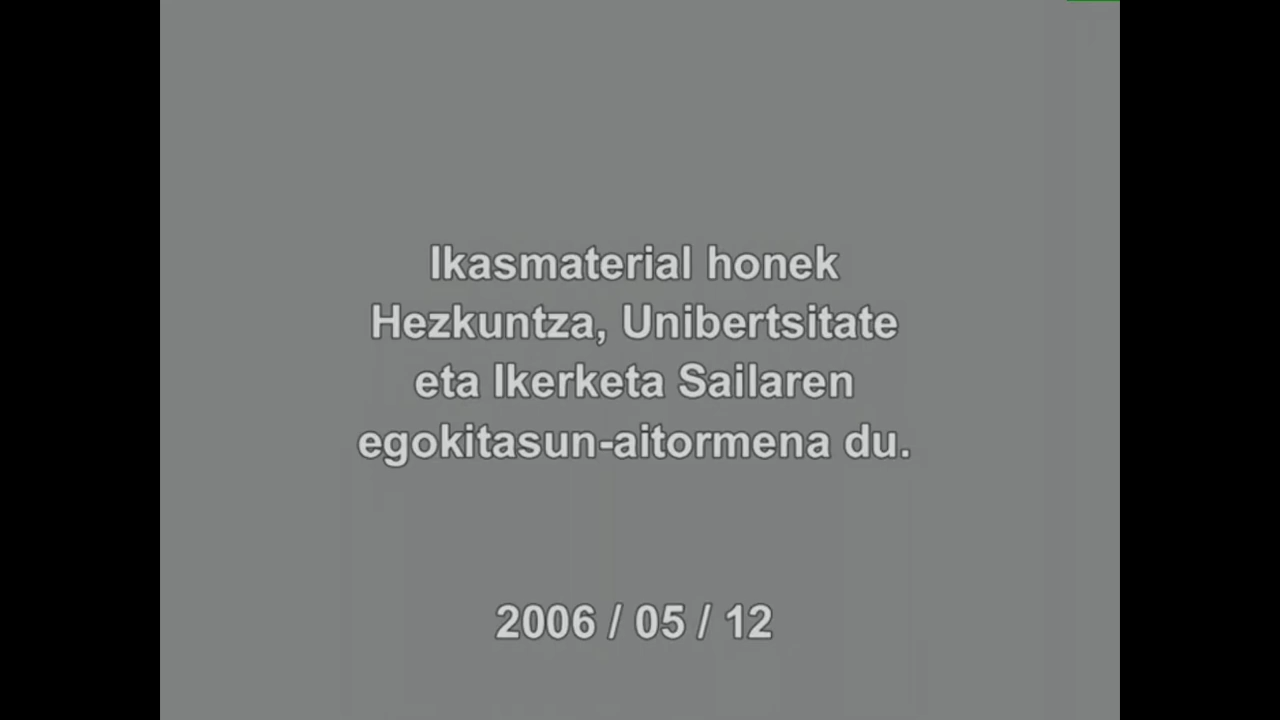 Ikasmaterial honek
Hezkuntza, Unibertsitate
eta Ikerketa Sailaren
egokitasun-aitormena du.
2006 / 05 / 12